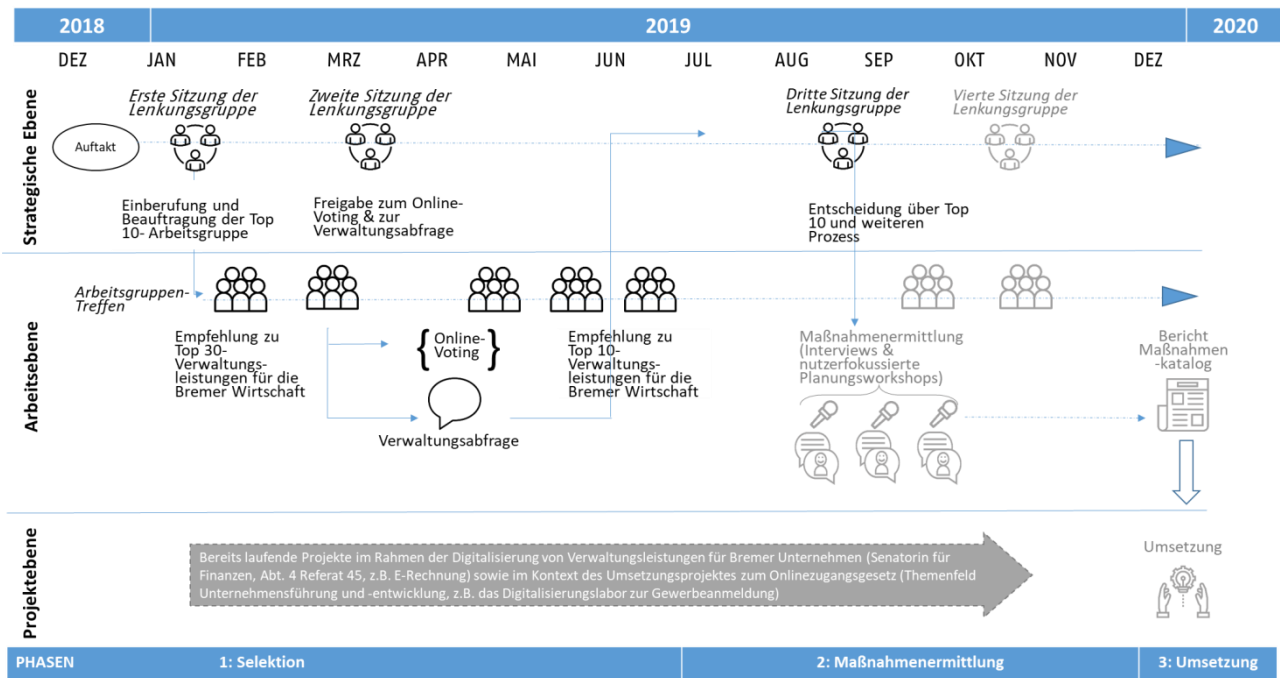 2018 2019 2020
DEZ JAN FEB MRZ APR MAI JUN JUL AUG SEP OKT NOV DEZ
Strategische Ebene
Auftakt
Erste Sitzung der
Lenkungsgruppe
Zweite Sitzung der
Lenkungsgruppe
Dritte Sitzung der
Lenkungsgruppe
Vierte Sitzung der
Lenkungsgruppe
Einberufung und
Beauftragung der Top
10- Arbeitsgruppe
Freigabe zum Online-
Voting & zur
Verwaltungsabfrage
Entscheidung über Top
10 und weiteren
Prozess
Arbeitsebene
Arbeitsgruppen-
Treffen
Empfehlung zu
Top 30-
Verwaltungs-
leistungen für die
Bremer Wirtschaft
{ Online-
Voting }
Verwaltungsabfrage
Empfehlung zu
Top 10-
Verwaltungs-
leistungen für die
Bremer Wirtschaft
Maßnahmenermittlung
(Interviews &
nutzerfokussierte
Planungsworkshops)
Bericht
Maßnahmen
-katalog
Projektebene
Bereits laufende Projekte im Rahmen der Digitalisierung von Verwaltungsleistungen für Bremer Unternehmen (Senatorin für
Finanzen, Abt. 4 Referat 45, z.B. E-Rechnung) sowie im Kontext des Umsetzungsprojektes zum Onlinezugangsgesetz (Themenfeld
Unternehmensführung und -entwicklung, z.B. das Digitalisierungslabor zur Gewerbeanmeldung)
Umsetzung
PHASEN 1: Selektion 2: Maßnahmenermittlung 3: Umsetzung